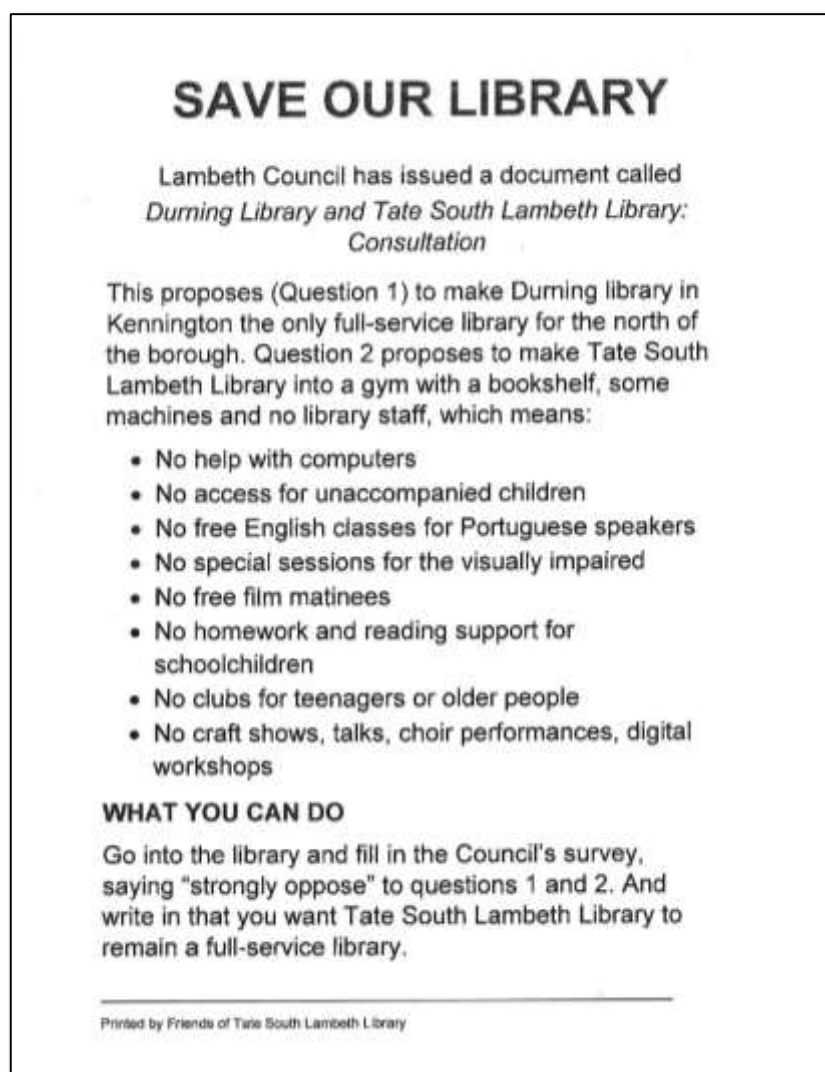 SAVE OUR LIBRARY
Lambeth Council has issued a document called
Durning Library and Tate South Lambeth Library:
Consultation
This proposes (Question 1) to make Durning library in
Kennington the only full-service library for the north of
the borough. Question 2 proposes to make Tate South
Lambeth Library into a gym with a bookshelf, some
machines and no library staff, which means:
• No help with computers
• No access for unaccompanied children
• No free English classes for Portuguese speakers
• No special sessions for the visually impaired
• No free film matinees
• No homework and reading support for
schoolchildren
• No clubs for teenagers or older people
• No craft shows, talks, choir performances, digital
workshops
WHAT YOU CAN DO
Go into the library and fill in the Council's survey,
saying “strongly oppose” to questions 1 and 2. And
write in that you want Tate South Lambeth Library to
remain a full-service library.
Printed by Friends of Tate South Lambeth Library